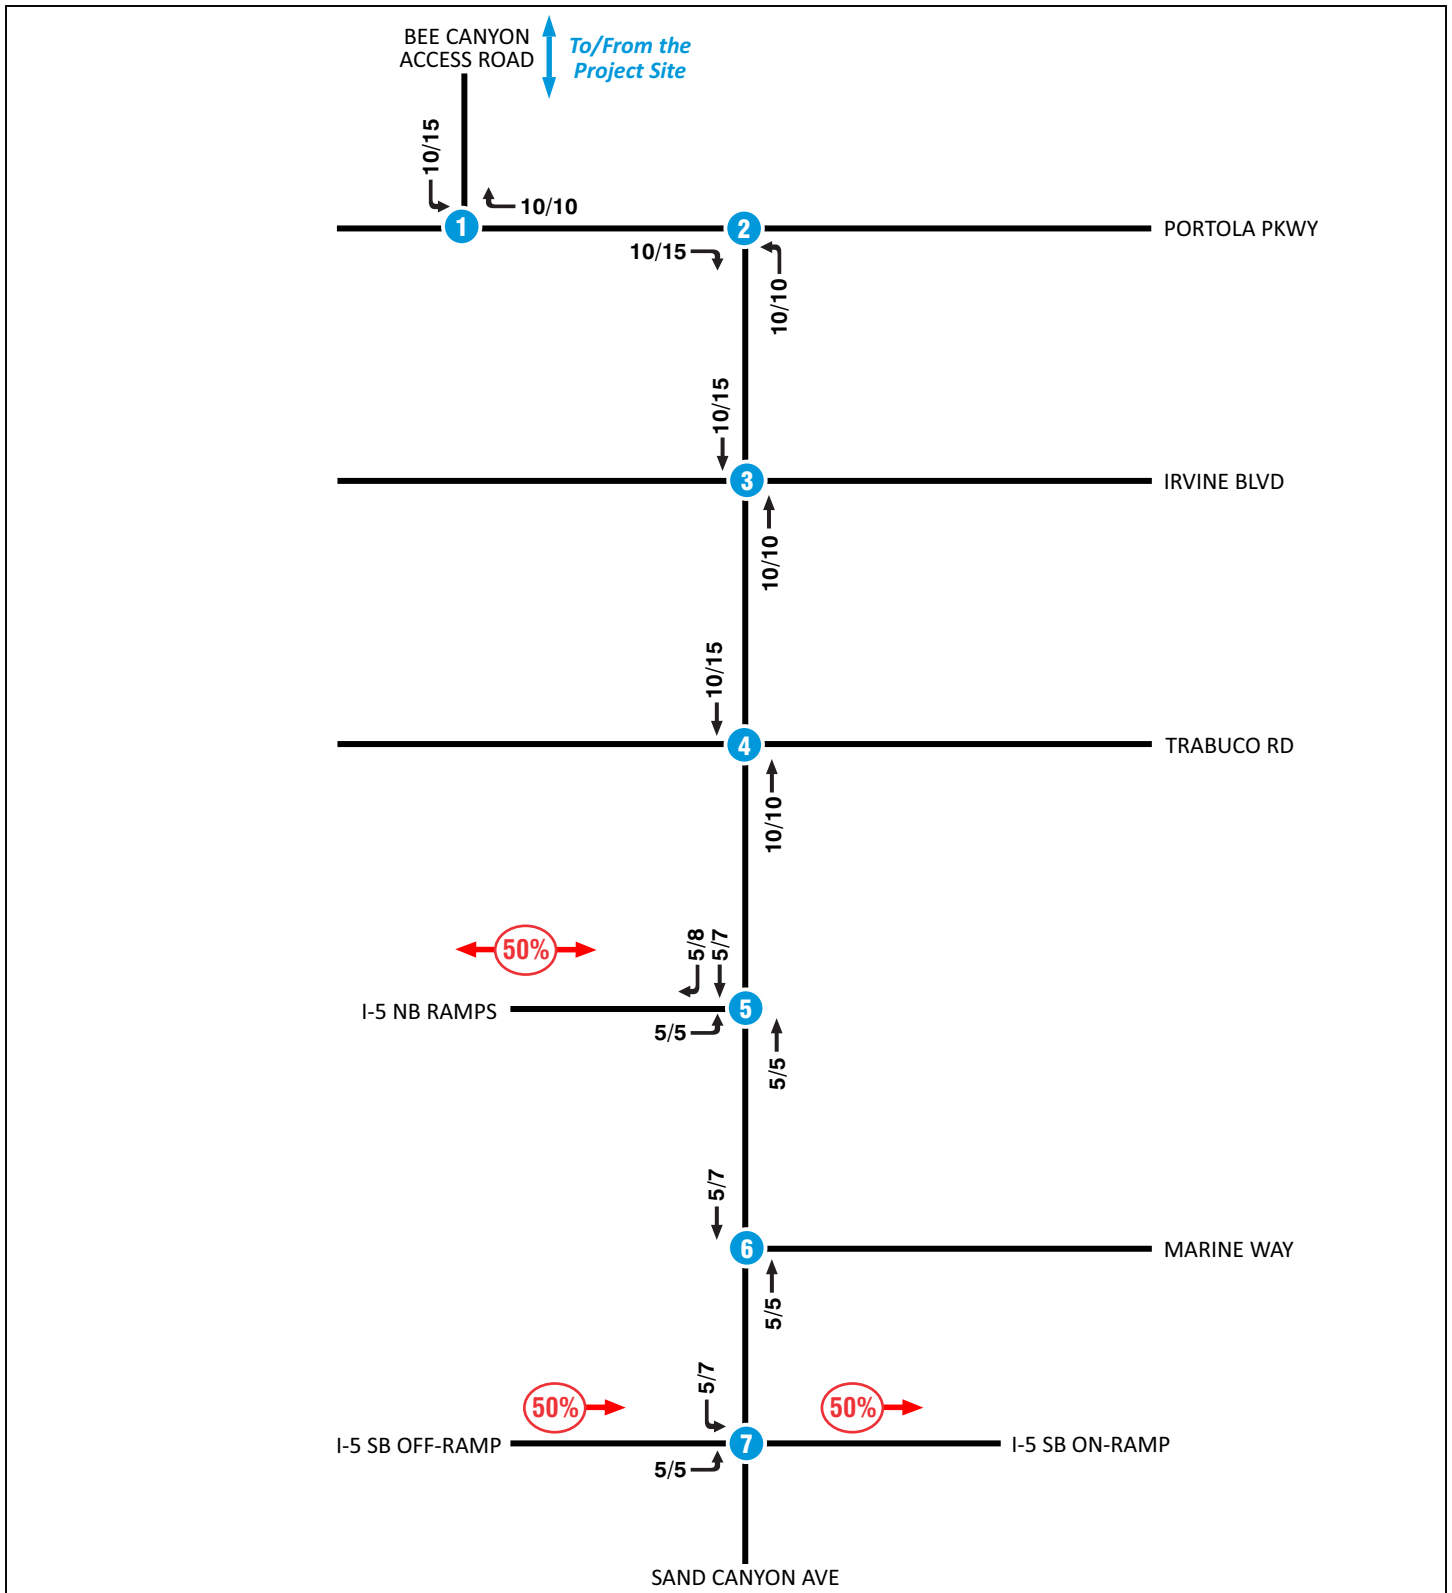 BEE CANYON
ACCESS ROAD
To/From the
Project Site
10/15
10/10
1
2
PORTOLA PKWY
10/15
10/10
10/15
3
IRVINE BLVD
10/10
10/15
4
TRABUCO RD
10/10
50%
5/8
5/7
I-5 NB RAMPS
5
5/5
5/5
5/7
6
MARINE WAY
5/5
50%
5/7
50%
I-5 SB OFF-RAMP
7
I-5 SB ON-RAMP
5/5
SAND CANYON AVE